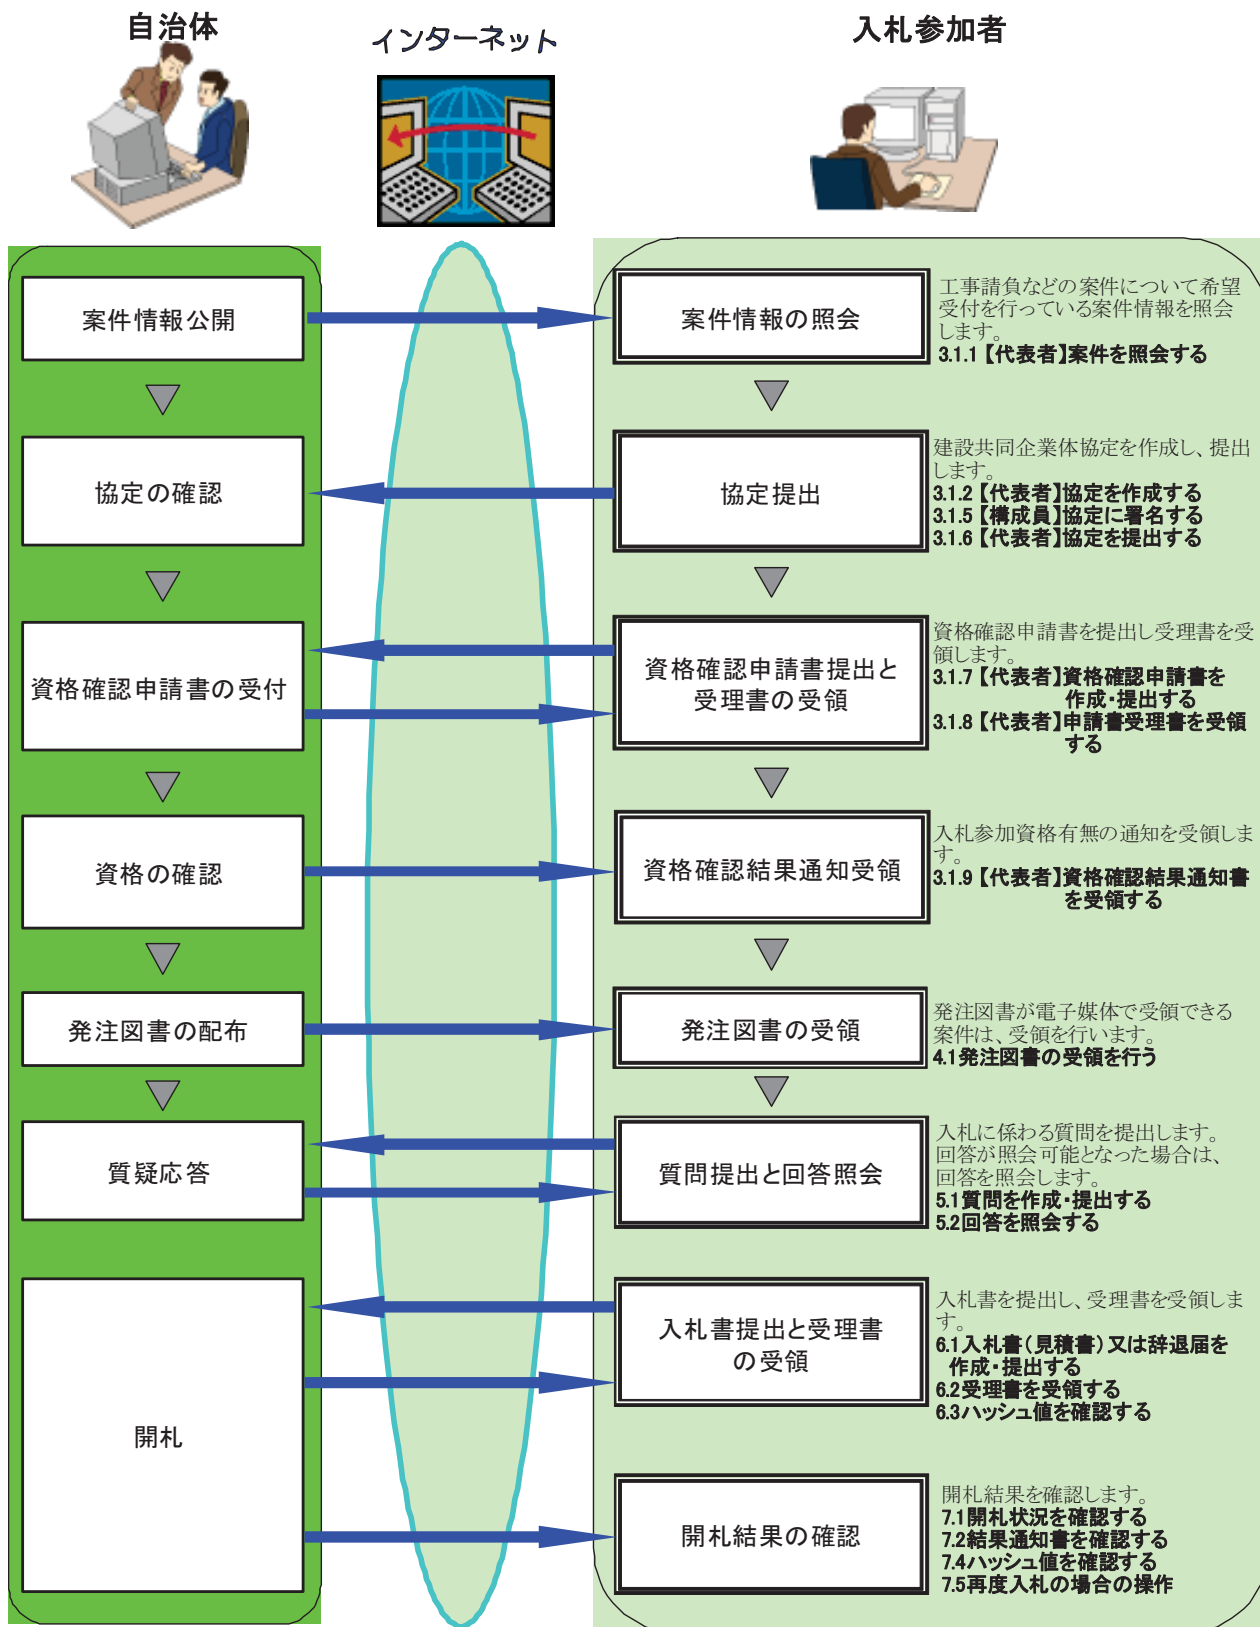 自治体
インターネット
入札参加者
案件情報公開
案件情報の照会
工事請負などの案件について希望
受付を行っている案件情報を照会
します。
3.1.1【代表者】案件を照会する
協定の確認
協定提出
建設共同企業体協定を作成し、提出
します。
3.1.2【代表者】協定を作成する
3.1.5【構成員】協定に署名する
3.1.6【代表者】協定を提出する
資格確認申請書の受付
資格確認申請書提出と
受理書の受領
資格確認申請書を提出し受理書を受
領します。
3.1.7【代表者】資格確認申請書を
作成・提出する
3.1.8【代表者】申請書受理書を受領
する
資格の確認
資格確認結果通知受領
入札参加資格有無の通知を受領しま
す。
3.1.9【代表者】資格確認結果通知書
を受領する
発注図書の配布
発注図書の受領
発注図書が電子媒体で受領できる
案件は、受領を行います。
4.1発注図書の受領を行う
質疑応答
質問提出と回答照会
入札に係わる質問を提出します。
回答が照会可能となった場合は、
回答を照会します。
5.1質問を作成・提出する
5.2回答を照会する
開札
入札書提出と受理書
の受領
入札書を提出し、受理書を受領しま
す。
6.1入札書（見積書）又は辞退届を
作成・提出する
6.2受理書を受領する
6.3ハッシュ値を確認する
開札結果の確認
開札結果を確認します。
7.1開札状況を確認する
7.2結果通知書を確認する
7.4ハッシュ値を確認する
7.5再度入札の場合の操作